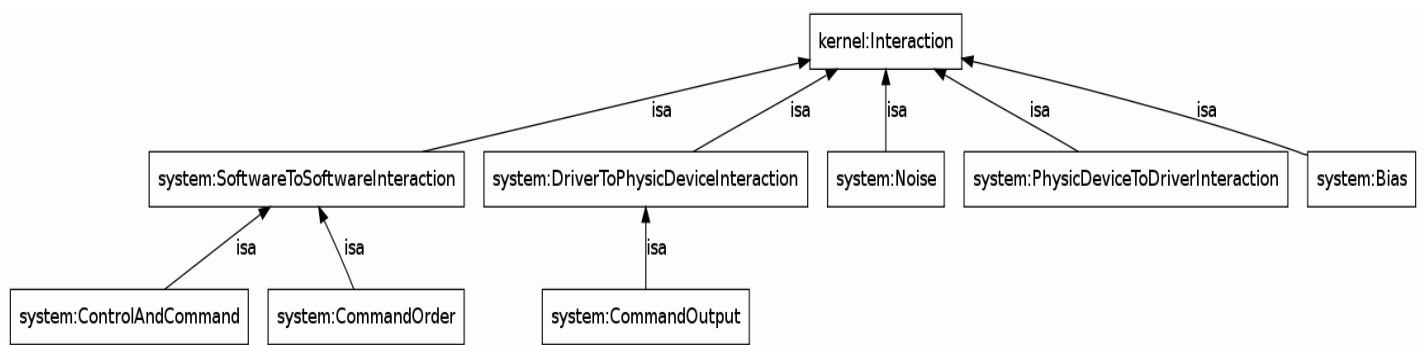 kernel:Interaction
isa
isa
isa
isa
isa
system:SoftwareToSoftwareInteraction
system:DriverToPhysicDeviceInteraction
system:Noise
system:PhysicDeviceToDriverInteraction
system:Bias
isa
isa
isa
system:ControlAndCommand
system:CommandOrder
system:CommandOutput